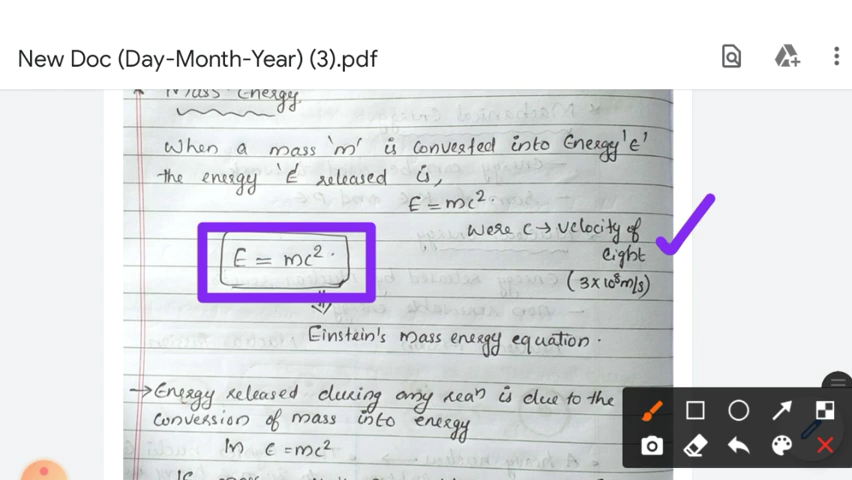 New Doc (Day-Month-Year) (3).pdf
Mass Energy
When a mass 'm' is converted into Energy 'E'
the energy 'E' released is,
E = mc².
Were C → velocity of
light
(3 x 10⁸ m/s)
E = mc².
Einstein's mass energy equation.
→ Energy released during any rean is due to the
conversion of mass into energy
In E = mc²